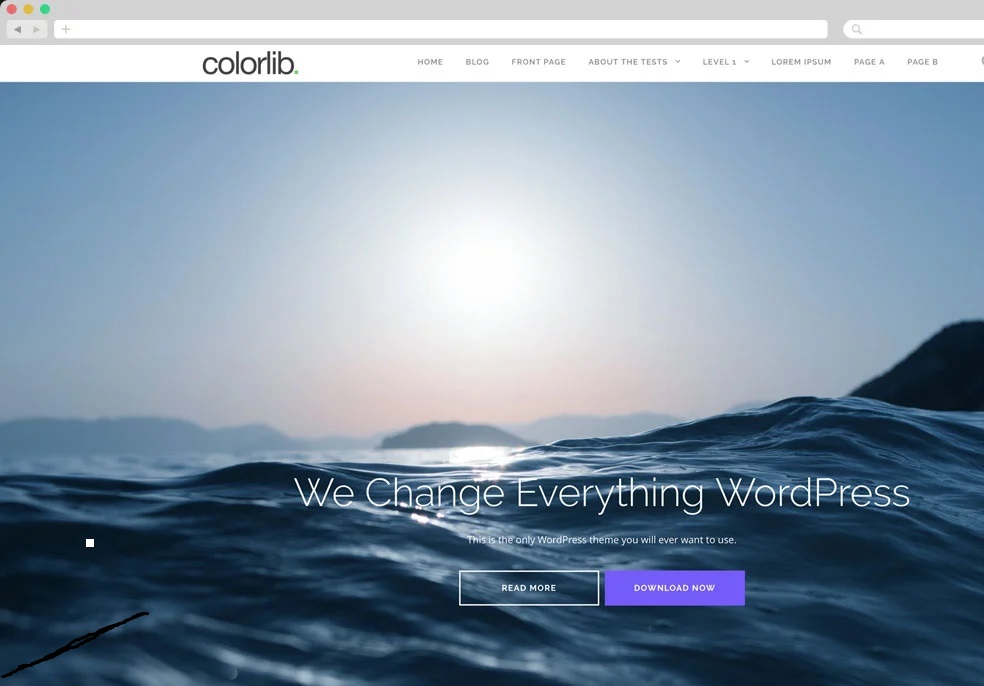 colorlib.
HOME BLOG FRONT PAGE ABOUT THE TESTS LEVEL 1 LOREM IPSUM PAGE A PAGE B
We Change Everything WordPress
This is the only WordPress theme you will ever want to use.
READ MORE DOWNLOAD NOW